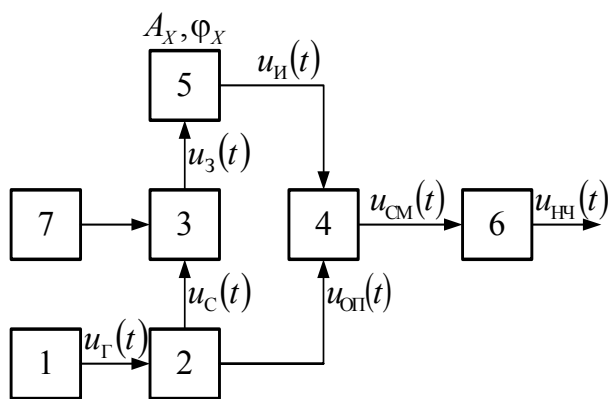 A_X, φ_X
5
u_И(t)
u_З(t)
7
3
4
u_СМ(t)
6
u_НЧ(t)
u_С(t)
u_ОП(t)
1
u_Г(t)
2